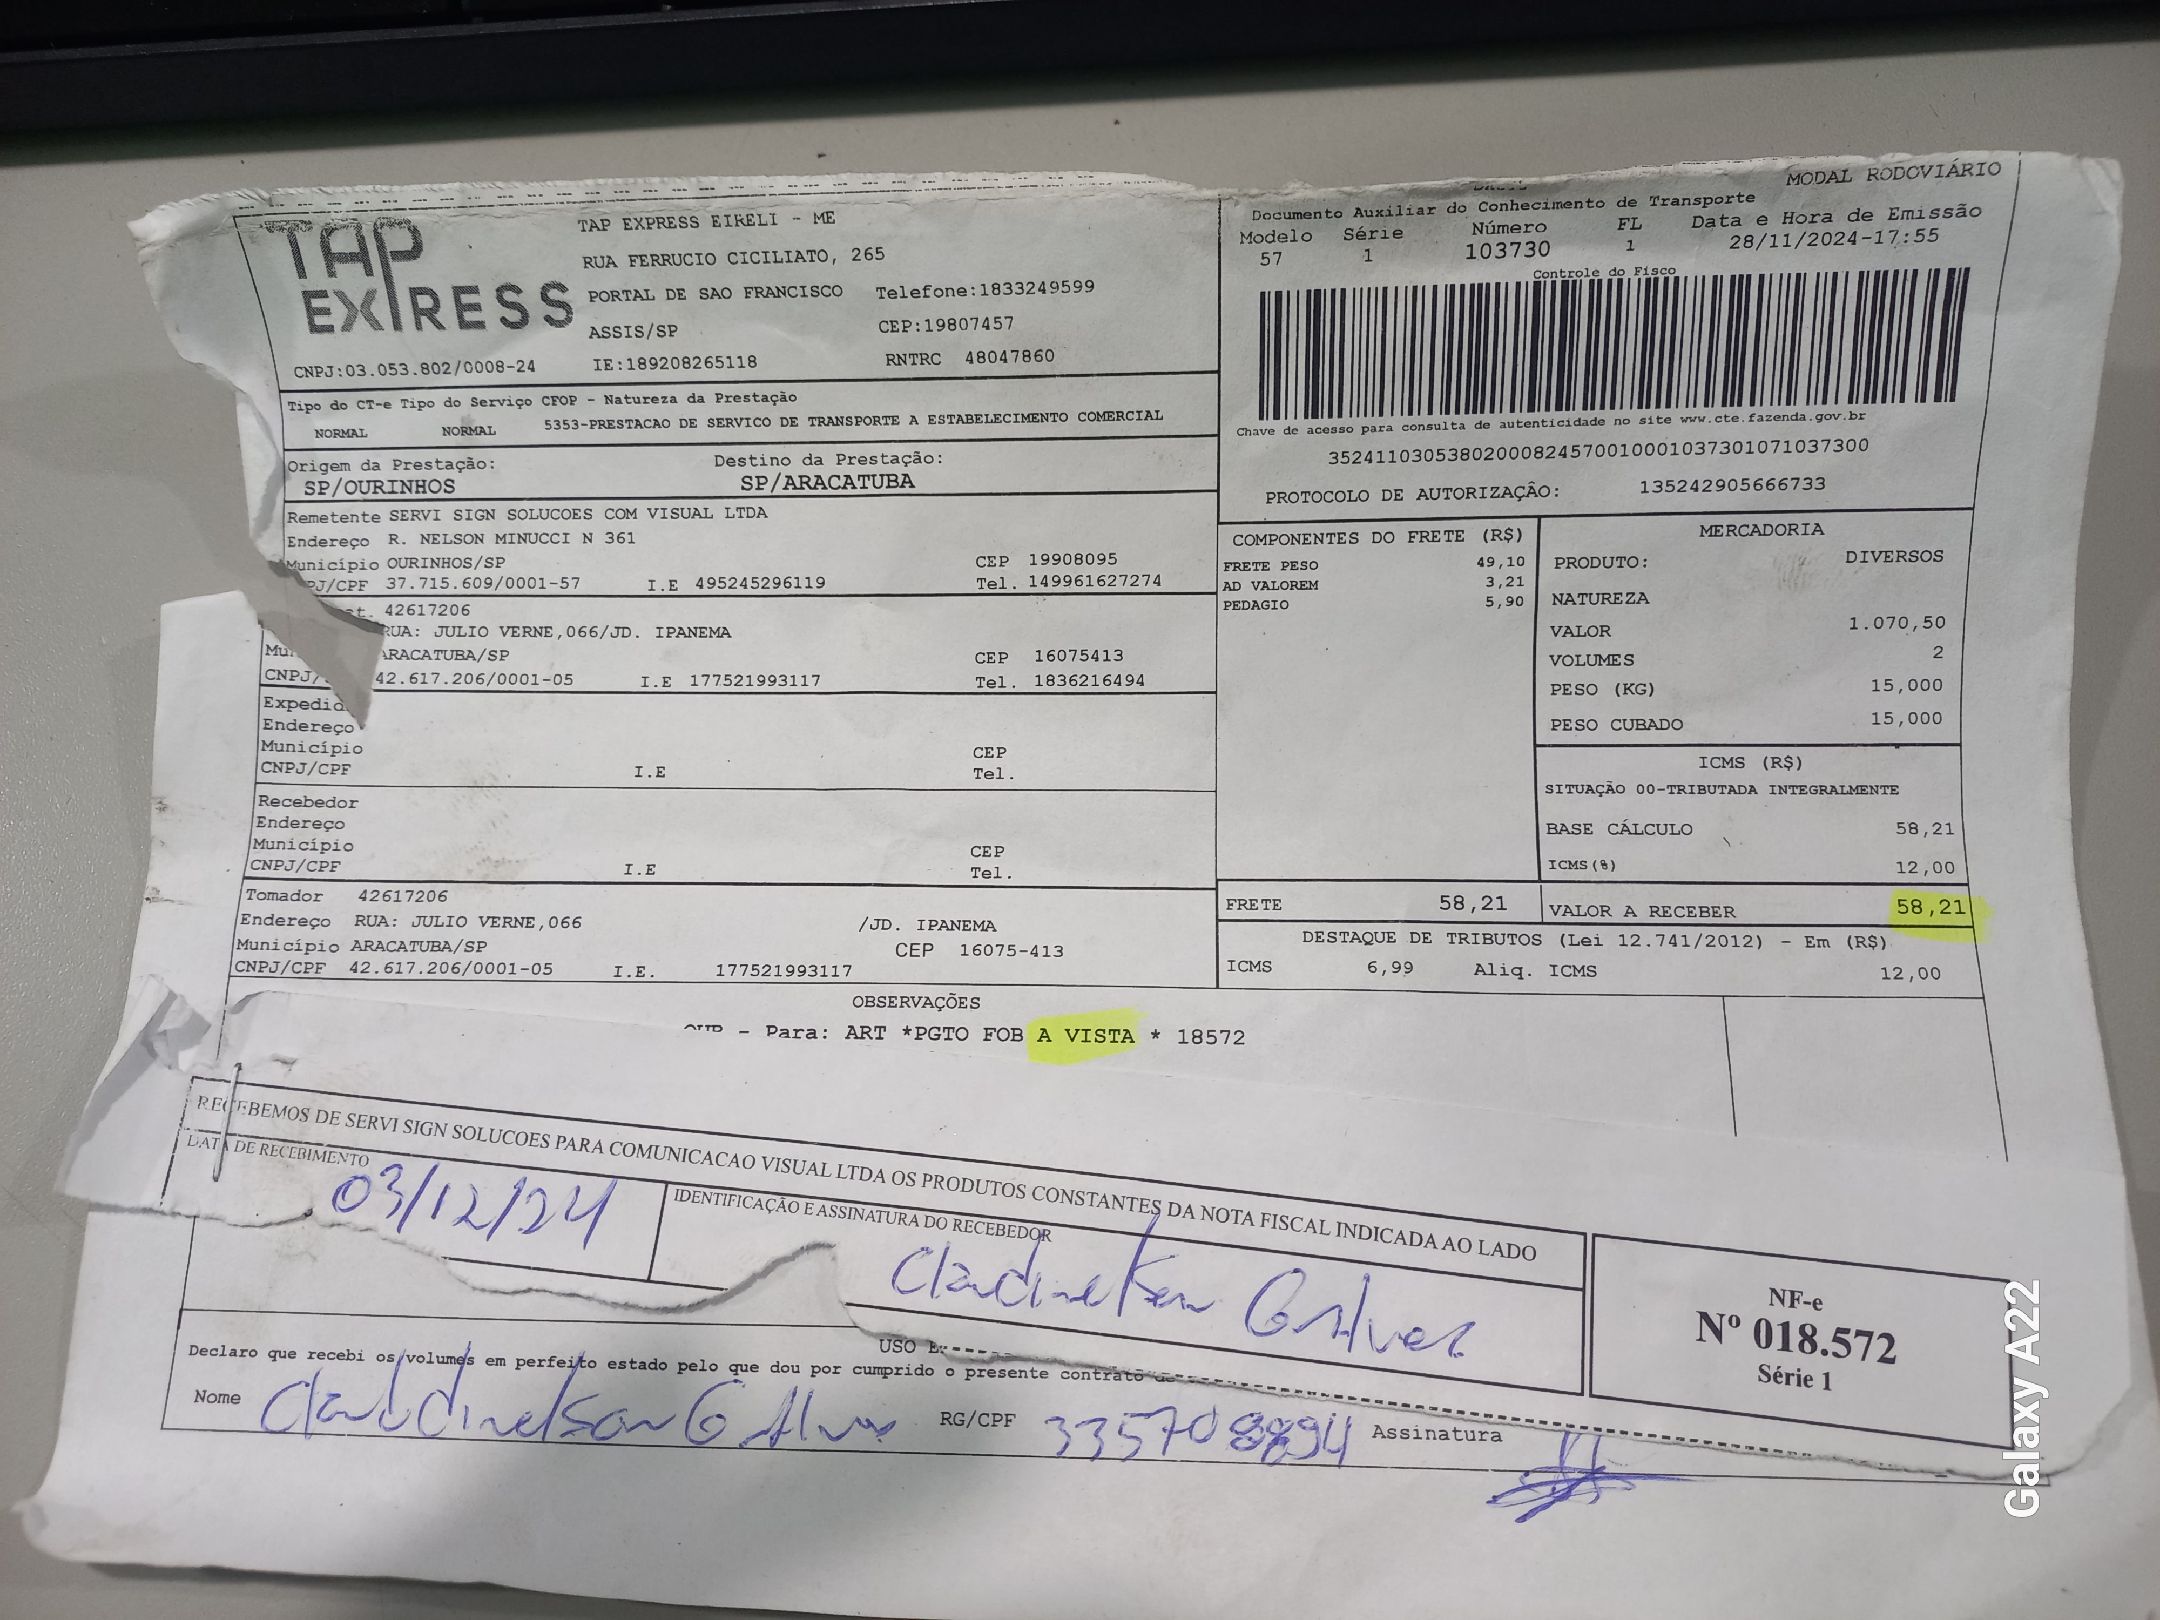 MODAL RODOVIÁRIO
TAP EXPRESS
TAP EXPRESS EIRELI - ME
RUA FERRUCIO CICILIATO, 265
PORTAL DE SAO FRANCISCO Telefone:1833249599
ASSIS/SP CEP:19807457
CNPJ:03.053.802/0008-24 IE:189208265118 RNTRC 48047860
Documento Auxiliar do Conhecimento de Transporte
Modelo Série Número FL Data e Hora de Emissão
57 1 103730 1 28/11/2024-17:55
Controle do Fisco
Chave de acesso para consulta de autenticidade no site www.cte.fazenda.gov.br
35241103053802000824570010001037301071037300
PROTOCOLO DE AUTORIZAÇÃO: 135242905666733
Tipo do CT-e Tipo do Serviço CFOP - Natureza da Prestação
NORMAL NORMAL 5353-PRESTACAO DE SERVICO DE TRANSPORTE A ESTABELECIMENTO COMERCIAL
Origem da Prestação: Destino da Prestação:
SP/OURINHOS SP/ARACATUBA
Remetente SERVI SIGN SOLUCOES COM VISUAL LTDA
Endereço R. NELSON MINUCCI N 361
Município OURINHOS/SP CEP 19908095
PJ/CPF 37.715.609/0001-57 I.E 495245296119 Tel. 149961627274
st. 42617206
RUA: JULIO VERNE,066/JD. IPANEMA
Mu ARACATUBA/SP CEP 16075413
CNPJ/ 42.617.206/0001-05 I.E 177521993117 Tel. 1836216494
Expedid
Endereço
Município CEP
CNPJ/CPF I.E Tel.
Recebedor
Endereço
Município CEP
CNPJ/CPF I.E Tel.
Tomador 42617206
Endereço RUA: JULIO VERNE,066 /JD. IPANEMA
Município ARACATUBA/SP CEP 16075-413
CNPJ/CPF 42.617.206/0001-05 I.E. 177521993117
COMPONENTES DO FRETE (R$)
FRETE PESO 49,10
AD VALOREM 3,21
PEDAGIO 5,90
MERCADORIA
PRODUTO: DIVERSOS
NATUREZA
VALOR 1.070,50
VOLUMES 2
PESO (KG) 15,000
PESO CUBADO 15,000
ICMS (R$)
SITUAÇÃO 00-TRIBUTADA INTEGRALMENTE
BASE CÁLCULO 58,21
ICMS(%) 12,00
FRETE 58,21 VALOR A RECEBER 58,21
DESTAQUE DE TRIBUTOS (Lei 12.741/2012) - Em (R$)
ICMS 6,99 Aliq. ICMS 12,00
OBSERVAÇÕES
- Para: ART *PGTO FOB A VISTA * 18572
RECEBEMOS DE SERVI SIGN SOLUCOES PARA COMUNICACAO VISUAL LTDA OS PRODUTOS CONSTANTES DA NOTA FISCAL INDICADA AO LADO
DATA DE RECEBIMENTO IDENTIFICAÇÃO E ASSINATURA DO RECEBEDOR
03/12/24
NF-e
Nº 018.572
Série 1
USO E
Declaro que recebi os volumes em perfeito estado pelo que dou por cumprido o presente contrato
Nome RG/CPF Assinatura
Galaxy A22